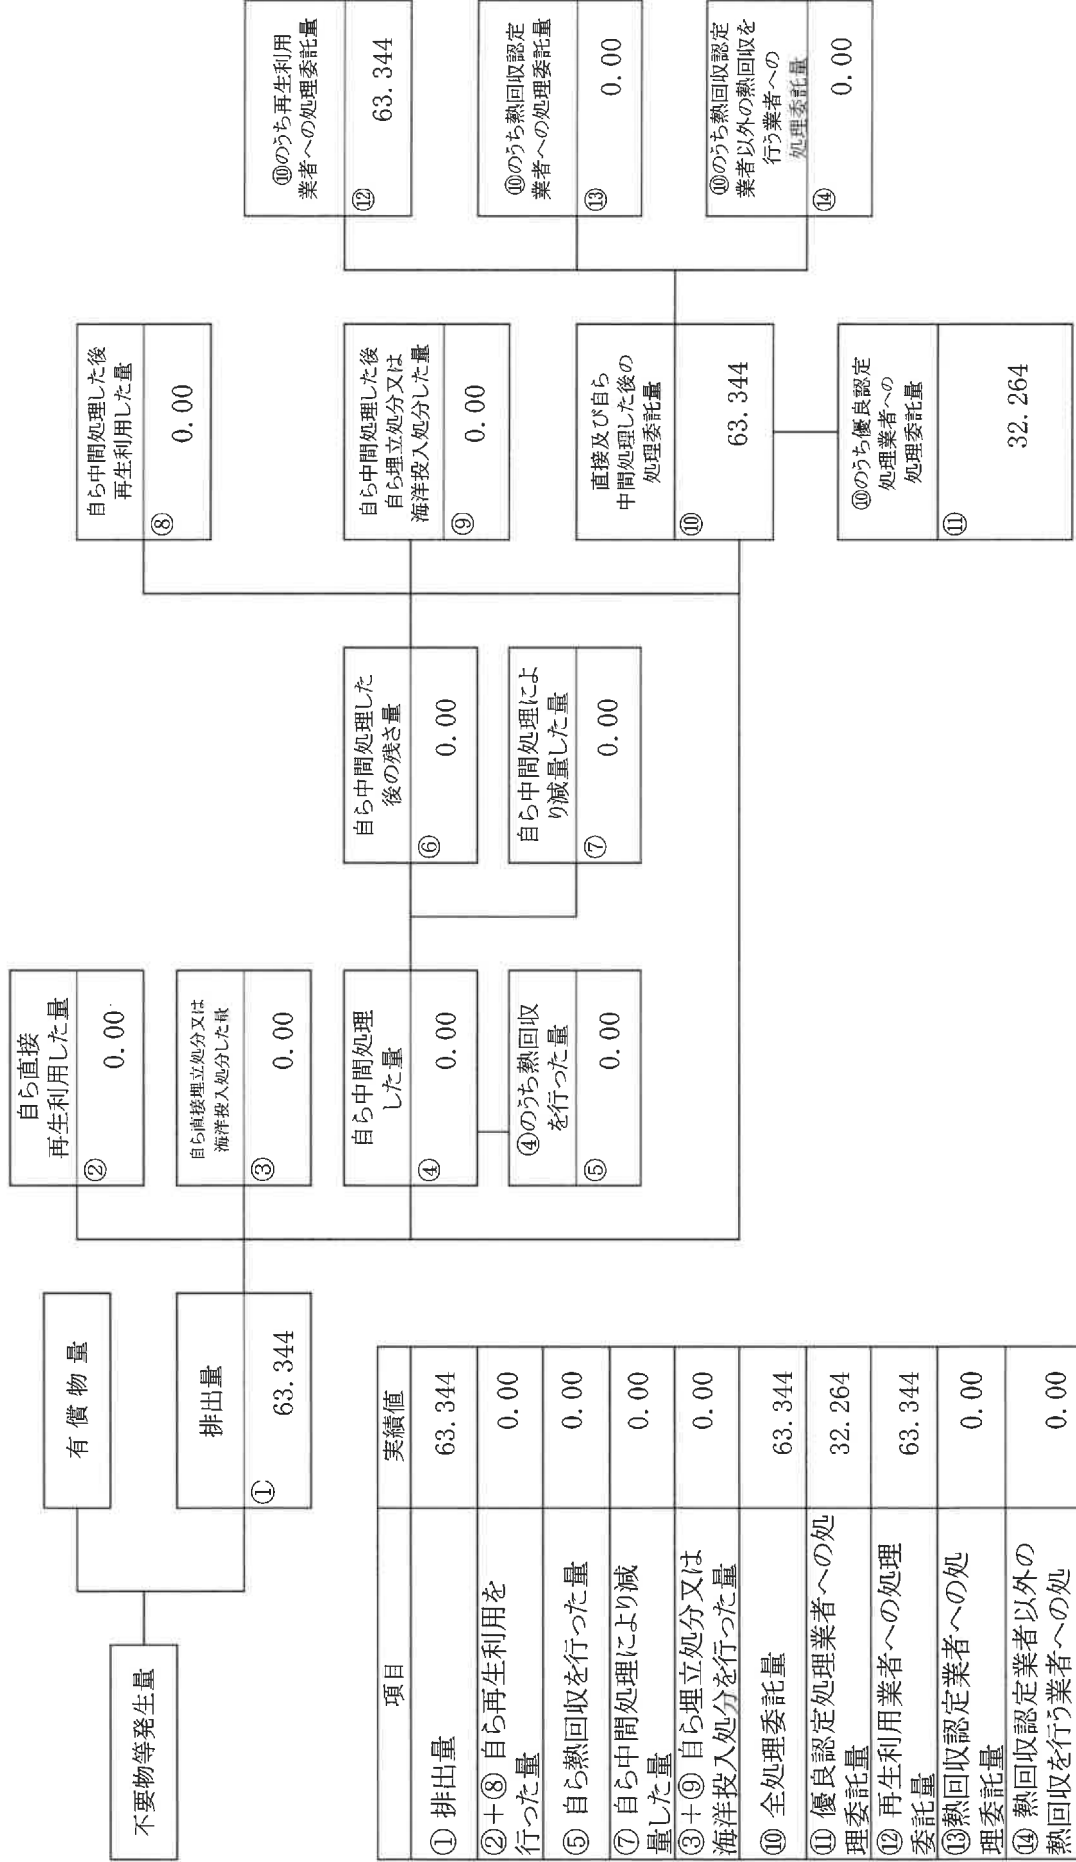 不要物等発生量
有 償 物 量
排出量
①
63.344
自ら直接
再生利用した量
②
0.00
自ら直接埋立処分又は
海洋投入処分した量
③
0.00
自ら中間処理
した量
④
0.00
④のうち熱回収
を行った量
⑤
0.00
自ら中間処理した
後の残さ量
⑥
0.00
自ら中間処理によ
り減量した量
⑦
0.00
自ら中間処理した後
再生利用した量
⑧
0.00
自ら中間処理した後
自ら埋立処分又は
海洋投入処分した量
⑨
0.00
直接及び自ら
中間処理した後の
処理委託量
⑩
63.344
⑩のうち優良認定
処理業者への
処理委託量
⑪
32.264
⑩のうち再生利用
業者への処理委託量
⑫
63.344
⑩のうち熱回収認定
業者への処理委託量
⑬
0.00
⑩のうち熱回収認定
業者以外の熱回収を
行う業者への
処理委託量
⑭
0.00
項目
実績値
① 排出量
63.344
②+⑧ 自ら再生利用を
行った量
0.00
⑤ 自ら熱回収を行った量
0.00
⑦ 自ら中間処理により減
量した量
0.00
③+⑨ 自ら埋立処分又は
海洋投入処分を行った量
0.00
⑩ 全処理委託量
63.344
⑪ 優良認定処理業者への処
理委託量
32.264
⑫ 再生利用業者への処理
委託量
63.344
⑬熱回収認定業者への処
理委託量
0.00
⑭ 熱回収認定業者以外の
熱回収を行う業者への処
0.00